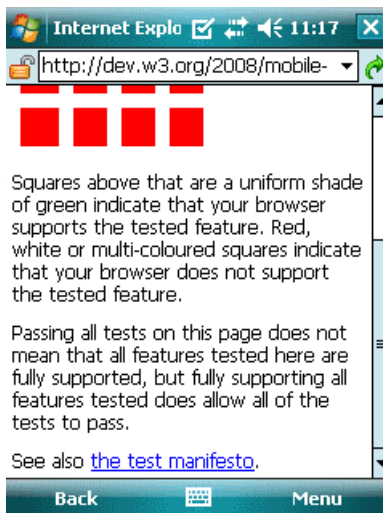 Internet Explo 11:17
http://dev.w3.org/2008/mobile-
Squares above that are a uniform shade
of green indicate that your browser
supports the tested feature. Red,
white or multi-coloured squares indicate
that your browser does not support
the tested feature.
Passing all tests on this page does not
mean that all features tested here are
fully supported, but fully supporting all
features tested does allow all of the
tests to pass.
See also the test manifesto.
Back Menu